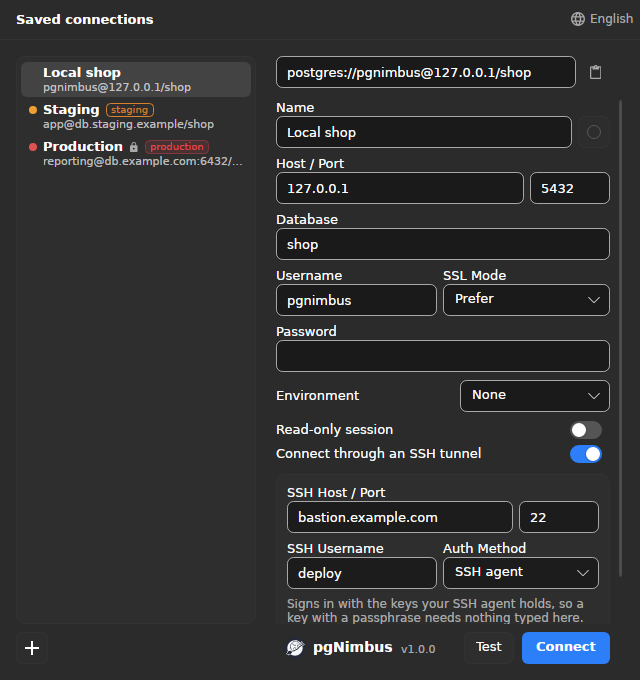 Saved connections
English
Local shop
pgnimbus@127.0.0.1/shop
Staging staging
app@db.staging.example/shop
Production production
reporting@db.example.com:6432/...
postgres://pgnimbus@127.0.0.1/shop
Name
Local shop
Host / Port
127.0.0.1 5432
Database
shop
Username SSL Mode
pgnimbus Prefer
Password
Environment None
Read-only session
Connect through an SSH tunnel
SSH Host / Port
bastion.example.com 22
SSH Username Auth Method
deploy SSH agent
Signs in with the keys your SSH agent holds, so a
key with a passphrase needs nothing typed here.
pgNimbus v1.0.0 Test Connect